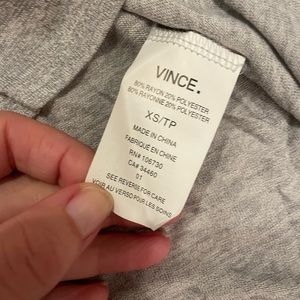 VINCE.
80% RAYON 20% POLYESTER
80% RAYONNE 20% POLYESTER
XS/TP
MADE IN CHINA
FABRIQUÉ EN CHINE
RN# 106730
CA# 34460
01
SEE REVERSE FOR CARE
VOIR AU VERSO POUR LES SOINS